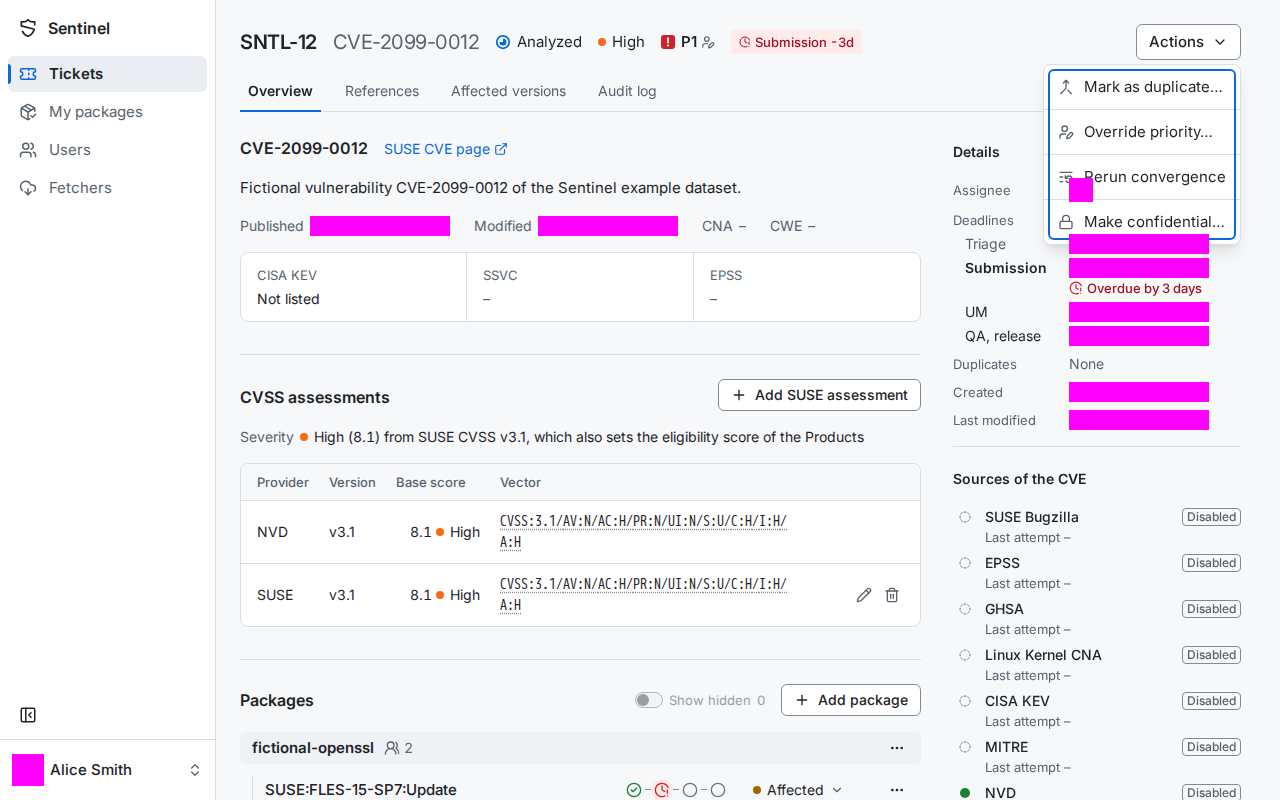 Sentinel
Tickets
My packages
Users
Fetchers
Alice Smith
SNTL-12 CVE-2099-0012 Analyzed High P1 Submission -3d
Actions
Mark as duplicate...
Override priority...
Rerun convergence
Make confidential...
Overview References Affected versions Audit log
CVE-2099-0012 SUSE CVE page
Fictional vulnerability CVE-2099-0012 of the Sentinel example dataset.
Published Modified CNA – CWE –
CISA KEV SSVC EPSS
Not listed – –
CVSS assessments Add SUSE assessment
Severity High (8.1) from SUSE CVSS v3.1, which also sets the eligibility score of the Products
Provider Version Base score Vector
NVD v3.1 8.1 High CVSS:3.1/AV:N/AC:H/PR:N/UI:N/S:U/C:H/I:H/
A:H
SUSE v3.1 8.1 High CVSS:3.1/AV:N/AC:H/PR:N/UI:N/S:U/C:H/I:H/
A:H
Packages Show hidden 0 Add package
fictional-openssl 2
SUSE:FLES-15-SP7:Update Affected
Details
Assignee
Deadlines
Triage
Submission
Overdue by 3 days
UM
QA, release
Duplicates None
Created
Last modified
Sources of the CVE
SUSE Bugzilla Disabled
Last attempt –
EPSS Disabled
Last attempt –
GHSA Disabled
Last attempt –
Linux Kernel CNA Disabled
Last attempt –
CISA KEV Disabled
Last attempt –
MITRE Disabled
Last attempt –
NVD Disabled